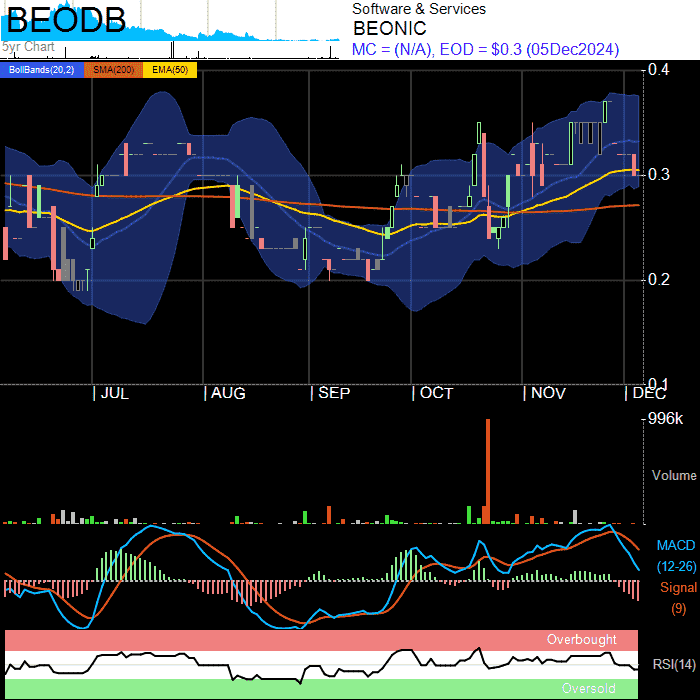 BEODB
Software & Services
BEONIC
5yr Chart
MC = (N/A), EOD = $0.3 (05Dec2024)
BollBands(20,2) SMA(200) EMA(50)
0.4
0.3
0.2
0.1
| JUL | AUG | SEP | OCT | NOV | DEC
996k
Volume
MACD
(12-26)
Signal
(9)
Overbought
RSI(14)
Oversold